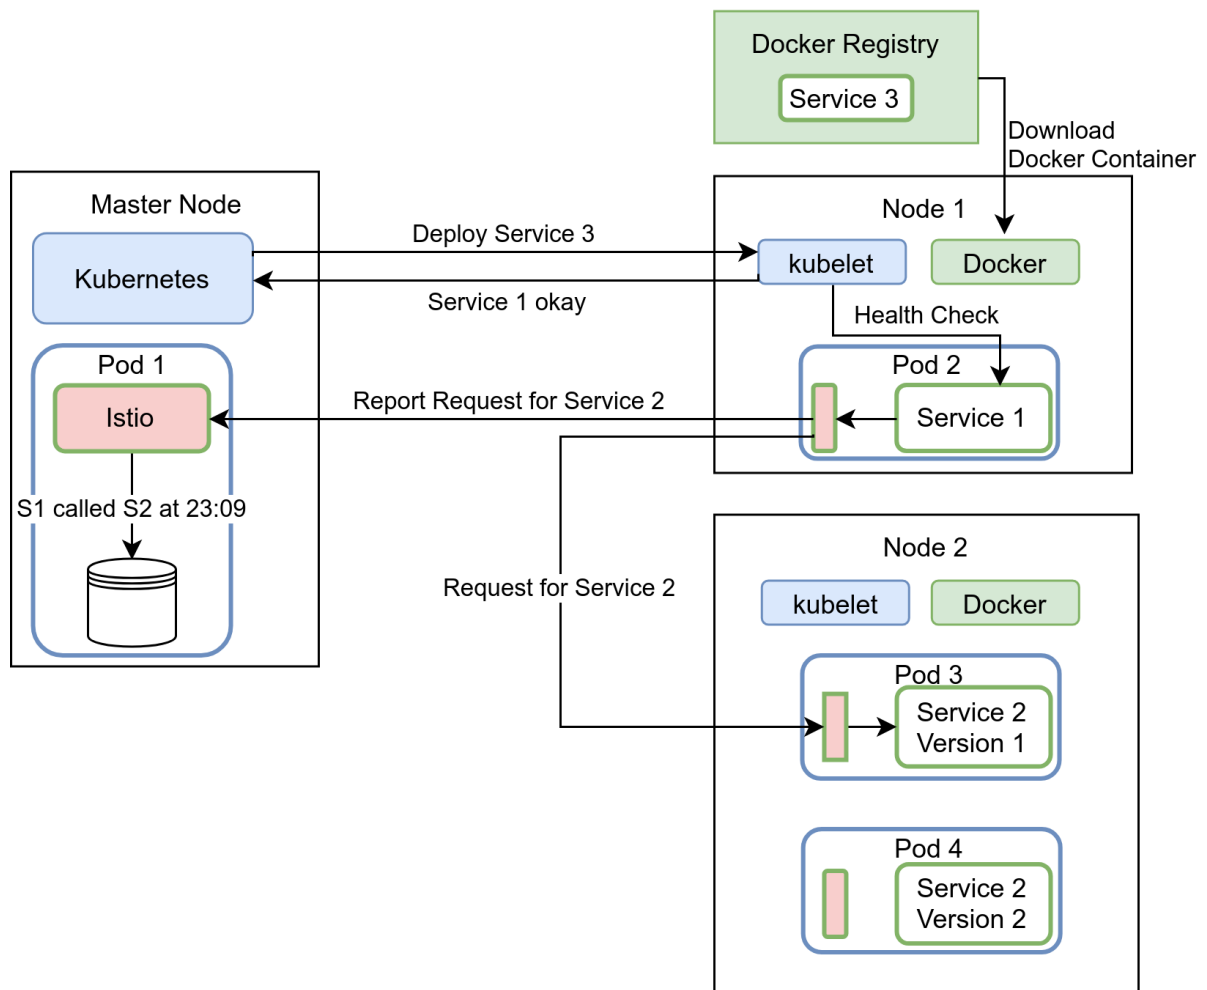 Docker Registry
Service 3
Download
Docker Container
Master Node
Kubernetes
Deploy Service 3
Service 1 okay
Node 1
kubelet
Docker
Health Check
Pod 1
Istio
S1 called S2 at 23:09
Report Request for Service 2
Pod 2
Service 1
Request for Service 2
Node 2
kubelet
Docker
Pod 3
Service 2
Version 1
Pod 4
Service 2
Version 2